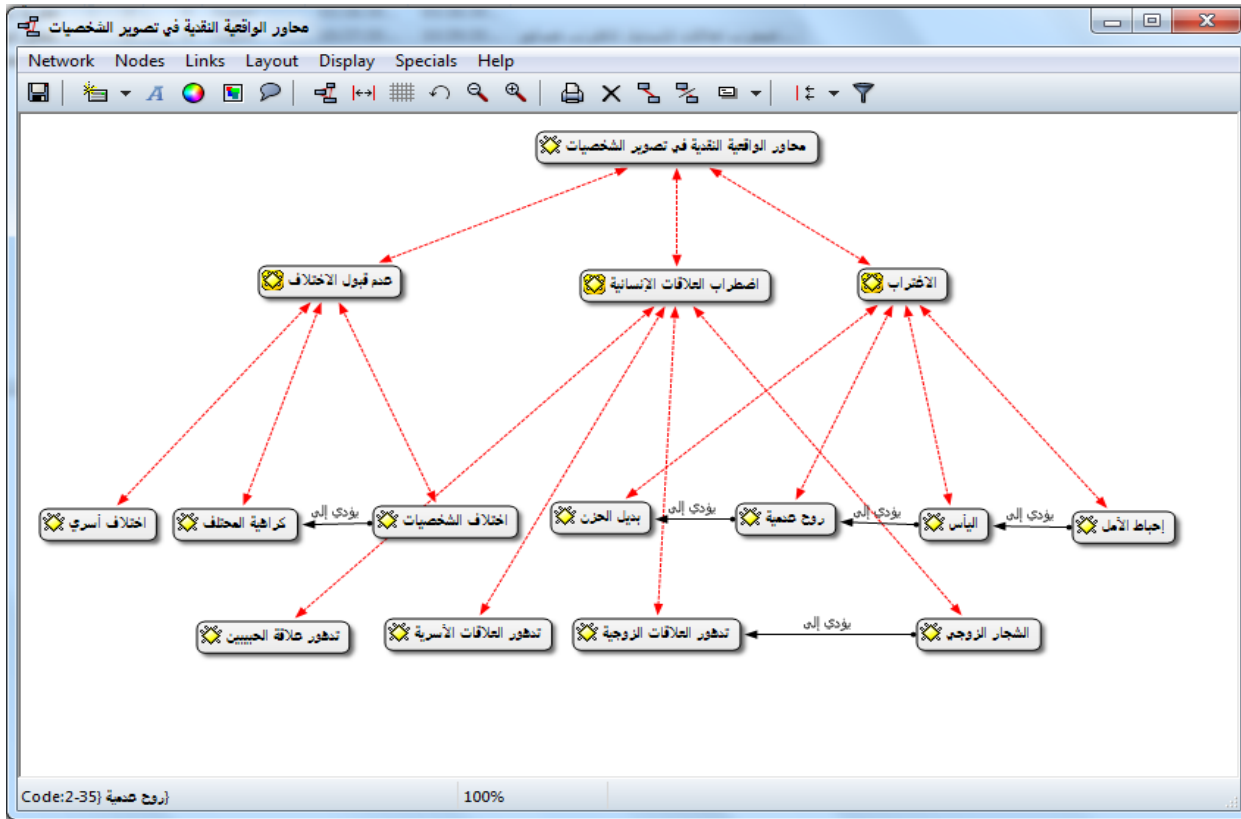 محاور الواقعية النقدية في تصوير الشخصيات
Network Nodes Links Layout Display Specials Help
محاور الواقعية النقدية في تصوير الشخصيات
الاغتراب
اضطراب العلاقات الإنسانية
عدم قبول الاختلاف
إحباط الأمل
يؤدي إلى
اليأس
يؤدي إلى
روح عدمية
يؤدي إلى
بديل الحزن
اختلاف الشخصيات
يؤدي إلى
كراهية المختلف
اختلاف أسري
الشجار الزوجي
يؤدي إلى
تدهور العلاقات الزوجية
تدهور العلاقات الأسرية
تدهور علاقة الحبيبين
Code:2-35} روح عدمية}
100%